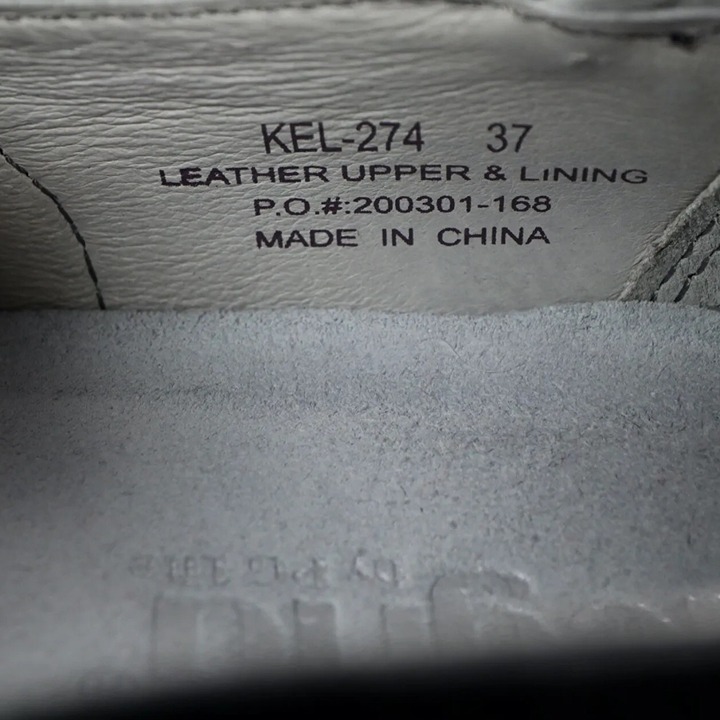 KEL-274 37
LEATHER UPPER & LINING
P.O.#:200301-168
MADE IN CHINA